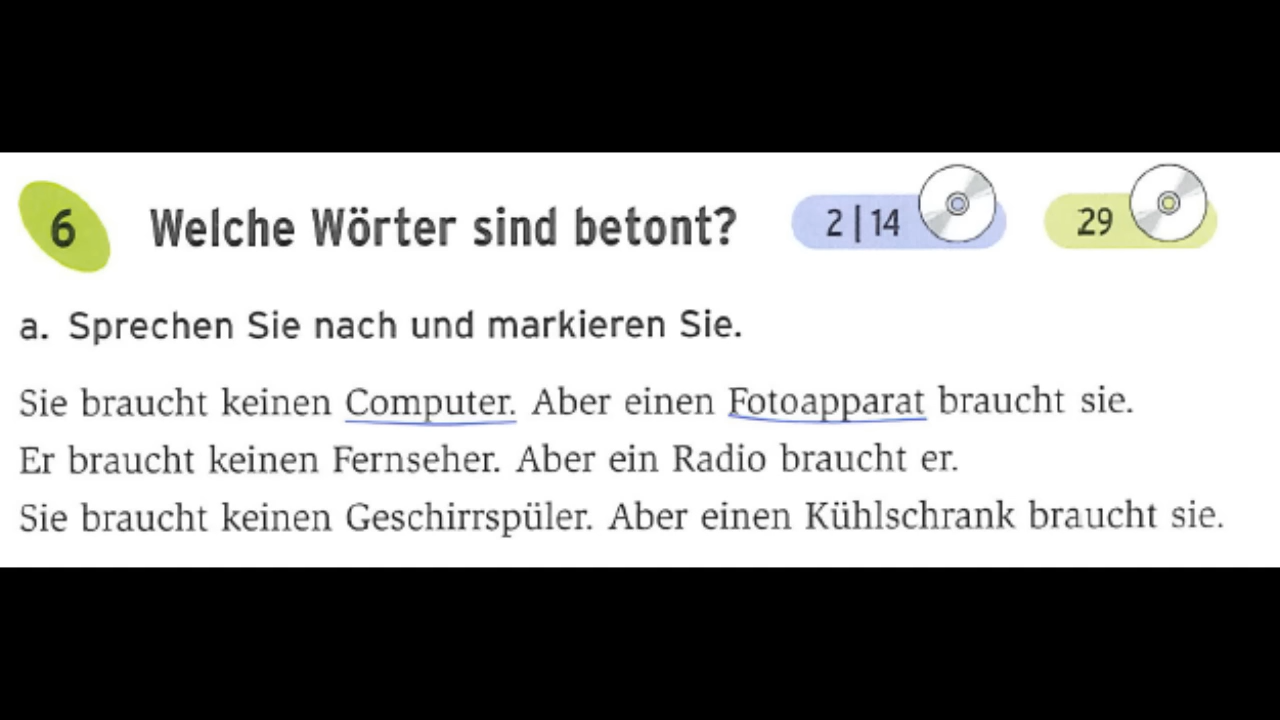 6 Welche Wörter sind betont? 2|14 29
a. Sprechen Sie nach und markieren Sie.
Sie braucht keinen Computer. Aber einen Fotoapparat braucht sie.
Er braucht keinen Fernseher. Aber ein Radio braucht er.
Sie braucht keinen Geschirrspüler. Aber einen Kühlschrank braucht sie.